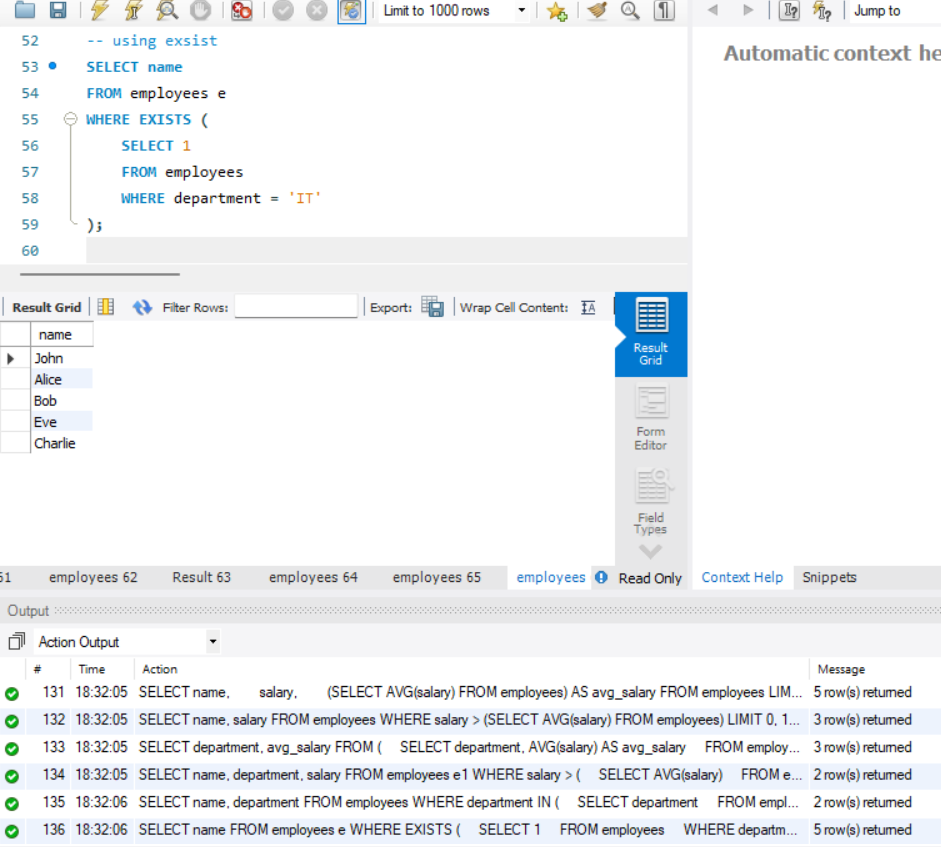 Limit to 1000 rows
Jump to
52 -- using exsist
53 SELECT name
54 FROM employees e
55 WHERE EXISTS (
56 SELECT 1
57 FROM employees
58 WHERE department = 'IT'
59 );
60
Automatic context he
Result Grid Filter Rows: Export: Wrap Cell Content:
name
John
Alice
Bob
Eve
Charlie
Result
Grid
Form
Editor
Field
Types
51 employees 62 Result 63 employees 64 employees 65 employees Read Only Context Help Snippets
Output
Action Output
# Time Action Message
131 18:32:05 SELECT name, salary, (SELECT AVG(salary) FROM employees) AS avg_salary FROM employees LIM... 5 row(s) returned
132 18:32:05 SELECT name, salary FROM employees WHERE salary > (SELECT AVG(salary) FROM employees) LIMIT 0, 1... 3 row(s) returned
133 18:32:05 SELECT department, avg_salary FROM ( SELECT department, AVG(salary) AS avg_salary FROM employ... 3 row(s) returned
134 18:32:05 SELECT name, department, salary FROM employees e1 WHERE salary > ( SELECT AVG(salary) FROM e... 2 row(s) returned
135 18:32:06 SELECT name, department FROM employees WHERE department IN ( SELECT department FROM empl... 2 row(s) returned
136 18:32:06 SELECT name FROM employees e WHERE EXISTS ( SELECT 1 FROM employees WHERE departm... 5 row(s) returned